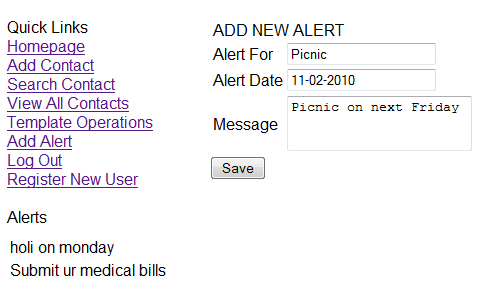 Quick Links
Homepage
Add Contact
Search Contact
View All Contacts
Template Operations
Add Alert
Log Out
Register New User
Alerts
holi on monday
Submit ur medical bills
ADD NEW ALERT
Alert For Picnic
Alert Date 11-02-2010
Message Picnic on next Friday
Save